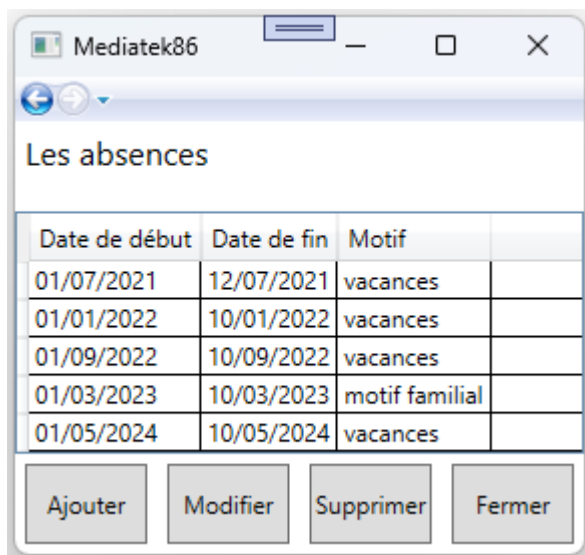 Mediatek86
Les absences
Date de début Date de fin Motif
01/07/2021 12/07/2021 vacances
01/01/2022 10/01/2022 vacances
01/09/2022 10/09/2022 vacances
01/03/2023 10/03/2023 motif familial
01/05/2024 10/05/2024 vacances
Ajouter Modifier Supprimer Fermer